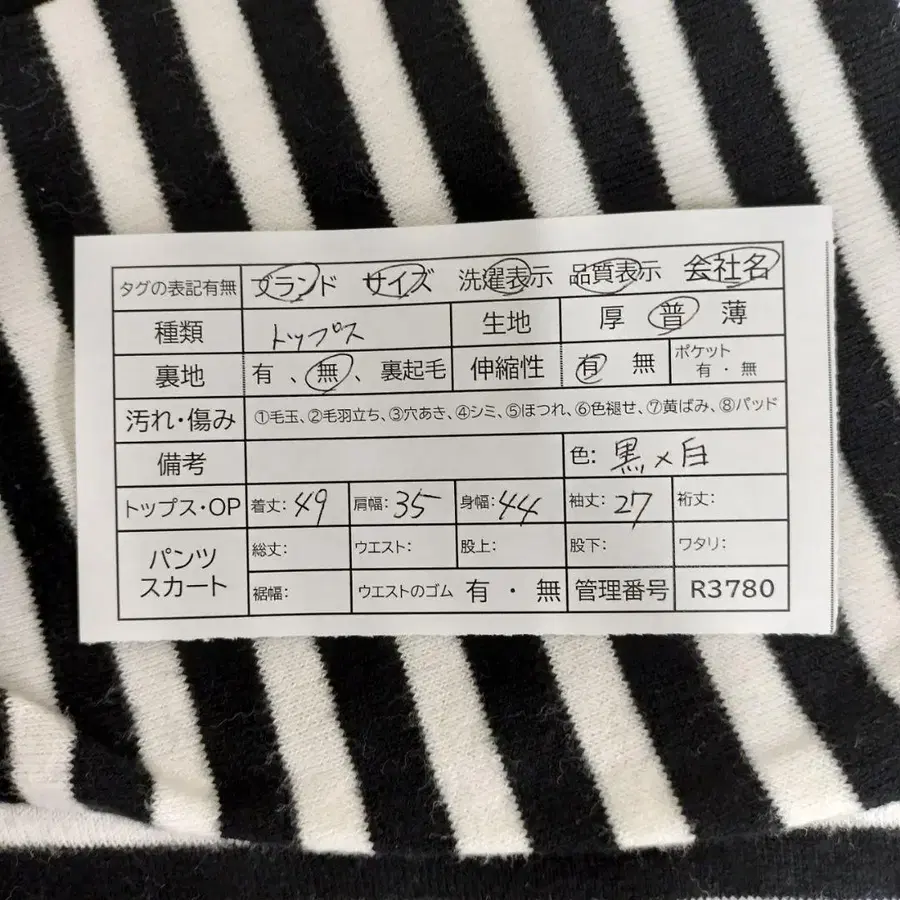 タグの表記有無 ブランド サイズ 洗濯表示 品質表示 会社名
種類 トップス 生地 厚 普 薄
裏地 有 、無、裏起毛 伸縮性 有 無 ポケット 有・無
汚れ・傷み ①毛玉、②毛羽立ち、③穴あき、④シミ、⑤ほつれ、⑥色褪せ、⑦黄ばみ、⑧パッド
備考 色: 黒×白
トップス・OP 着丈: 49 肩幅: 35 身幅: 44 袖丈: 27 裄丈:
パンツ スカート 総丈: ウエスト: 股上: 股下: ワタリ:
裾幅: ウエストのゴム 有 ・ 無 管理番号 R3780